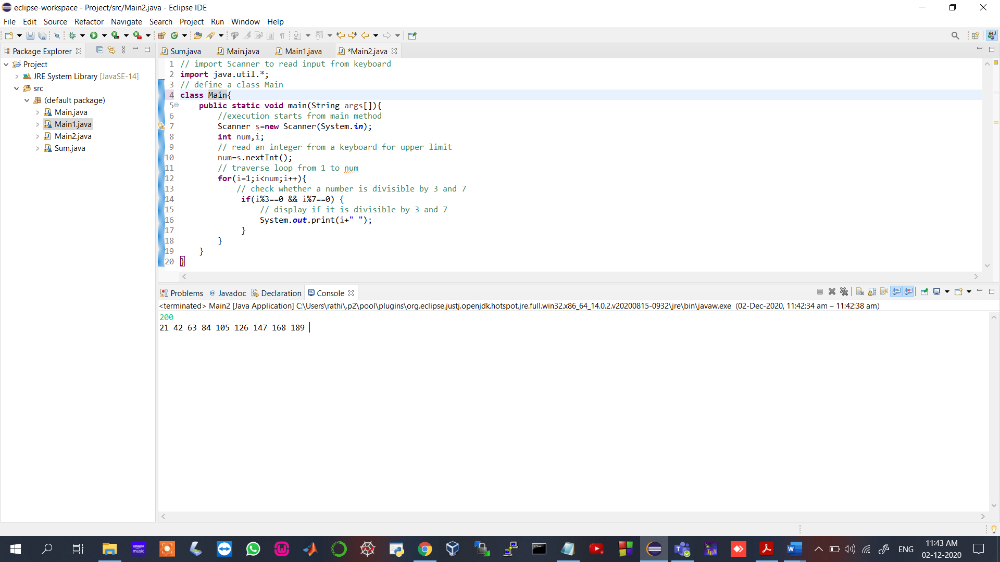 eclipse-workspace - Project/src/Main2.java - Eclipse IDE
File Edit Source Refactor Navigate Search Project Run Window Help
Package Explorer
Project
JRE System Library [JavaSE-14]
src
(default package)
Main.java
Main1.java
Main2.java
Sum.java
Sum.java Main.java Main1.java *Main2.java
1 // import Scanner to read input from keyboard
2 import java.util.*;
3 // define a class Main
4 class Main{
5 public static void main(String args[]){
6 //execution starts from main method
7 Scanner s=new Scanner(System.in);
8 int num,i;
9 // read an integer from a keyboard for upper limit
10 num=s.nextInt();
11 // traverse loop from 1 to num
12 for(i=1;i<num;i++){
13 // check whether a number is divisible by 3 and 7
14 if(i%3==0 && i%7==0) {
15 // display if it is divisible by 3 and 7
16 System.out.print(i+" ");
17 }
18 }
19 }
20 }
Problems @ Javadoc Declaration Console
<terminated> Main2 [Java Application] C:\Users\rathi\.p2\pool\plugins\org.eclipse.justj.openjdk.hotspot.jre.full.win32.x86_64_14.0.2.v20200815-0932\jre\bin\javaw.exe (02-Dec-2020, 11:42:34 am – 11:42:38 am)
200
21 42 63 84 105 126 147 168 189
amazon music
ENG
11:43 AM
02-12-2020